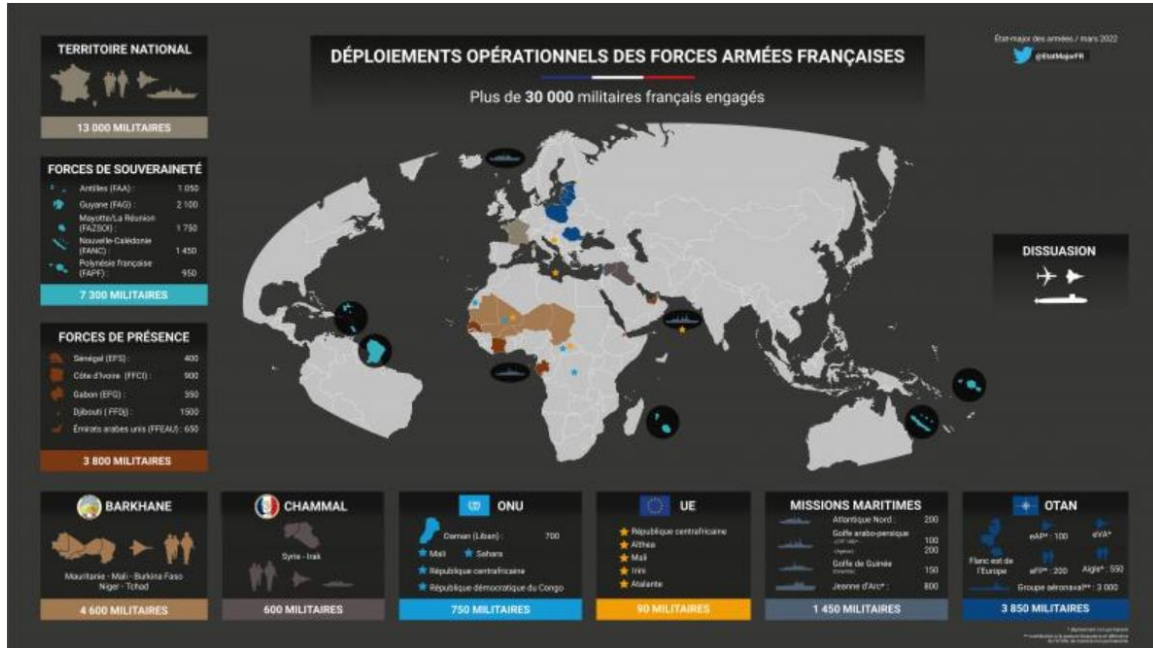 DÉPLOIEMENTS OPÉRATIONNELS DES FORCES ARMÉES FRANÇAISES
Plus de 30 000 militaires français engagés
État-major des armées / mars 2022
@EtatMajorFR
TERRITOIRE NATIONAL
13 000 MILITAIRES
FORCES DE SOUVERAINETÉ
Antilles (FAA) : 1 050
Guyane (FAG) : 2 100
Mayotte/La Réunion
(FAZSOI) : 1 750
Nouvelle-Calédonie
(FANC) : 1 450
Polynésie française
(FAPF) : 950
7 300 MILITAIRES
FORCES DE PRÉSENCE
Sénégal (EFS) : 400
Côte d'Ivoire (FFCI) : 900
Gabon (EFG) : 350
Djibouti ( FFDj) : 1500
Émirats arabes unis (FFEAU) : 650
3 800 MILITAIRES
DISSUASION
BARKHANE
Mauritanie - Mali - Burkina Faso
Niger - Tchad
4 600 MILITAIRES
CHAMMAL
Syrie - Irak
600 MILITAIRES
ONU
Daman (Liban) : 700
Mali
Sahara
République centrafricaine
République démocratique du Congo
750 MILITAIRES
UE
République centrafricaine
Althea
Mali
Irini
Atalante
90 MILITAIRES
MISSIONS MARITIMES
Atlantique Nord : 200
Golfe arabo-persique
100
200
Golfe de Guinée
150
Jeanne d'Arc* : 800
1 450 MILITAIRES
OTAN
Flanc est de
l'Europe
eAP* : 100
eVA*
eFP* : 200
Aigle* : 550
Groupe aéronaval** : 3 000
3 850 MILITAIRES